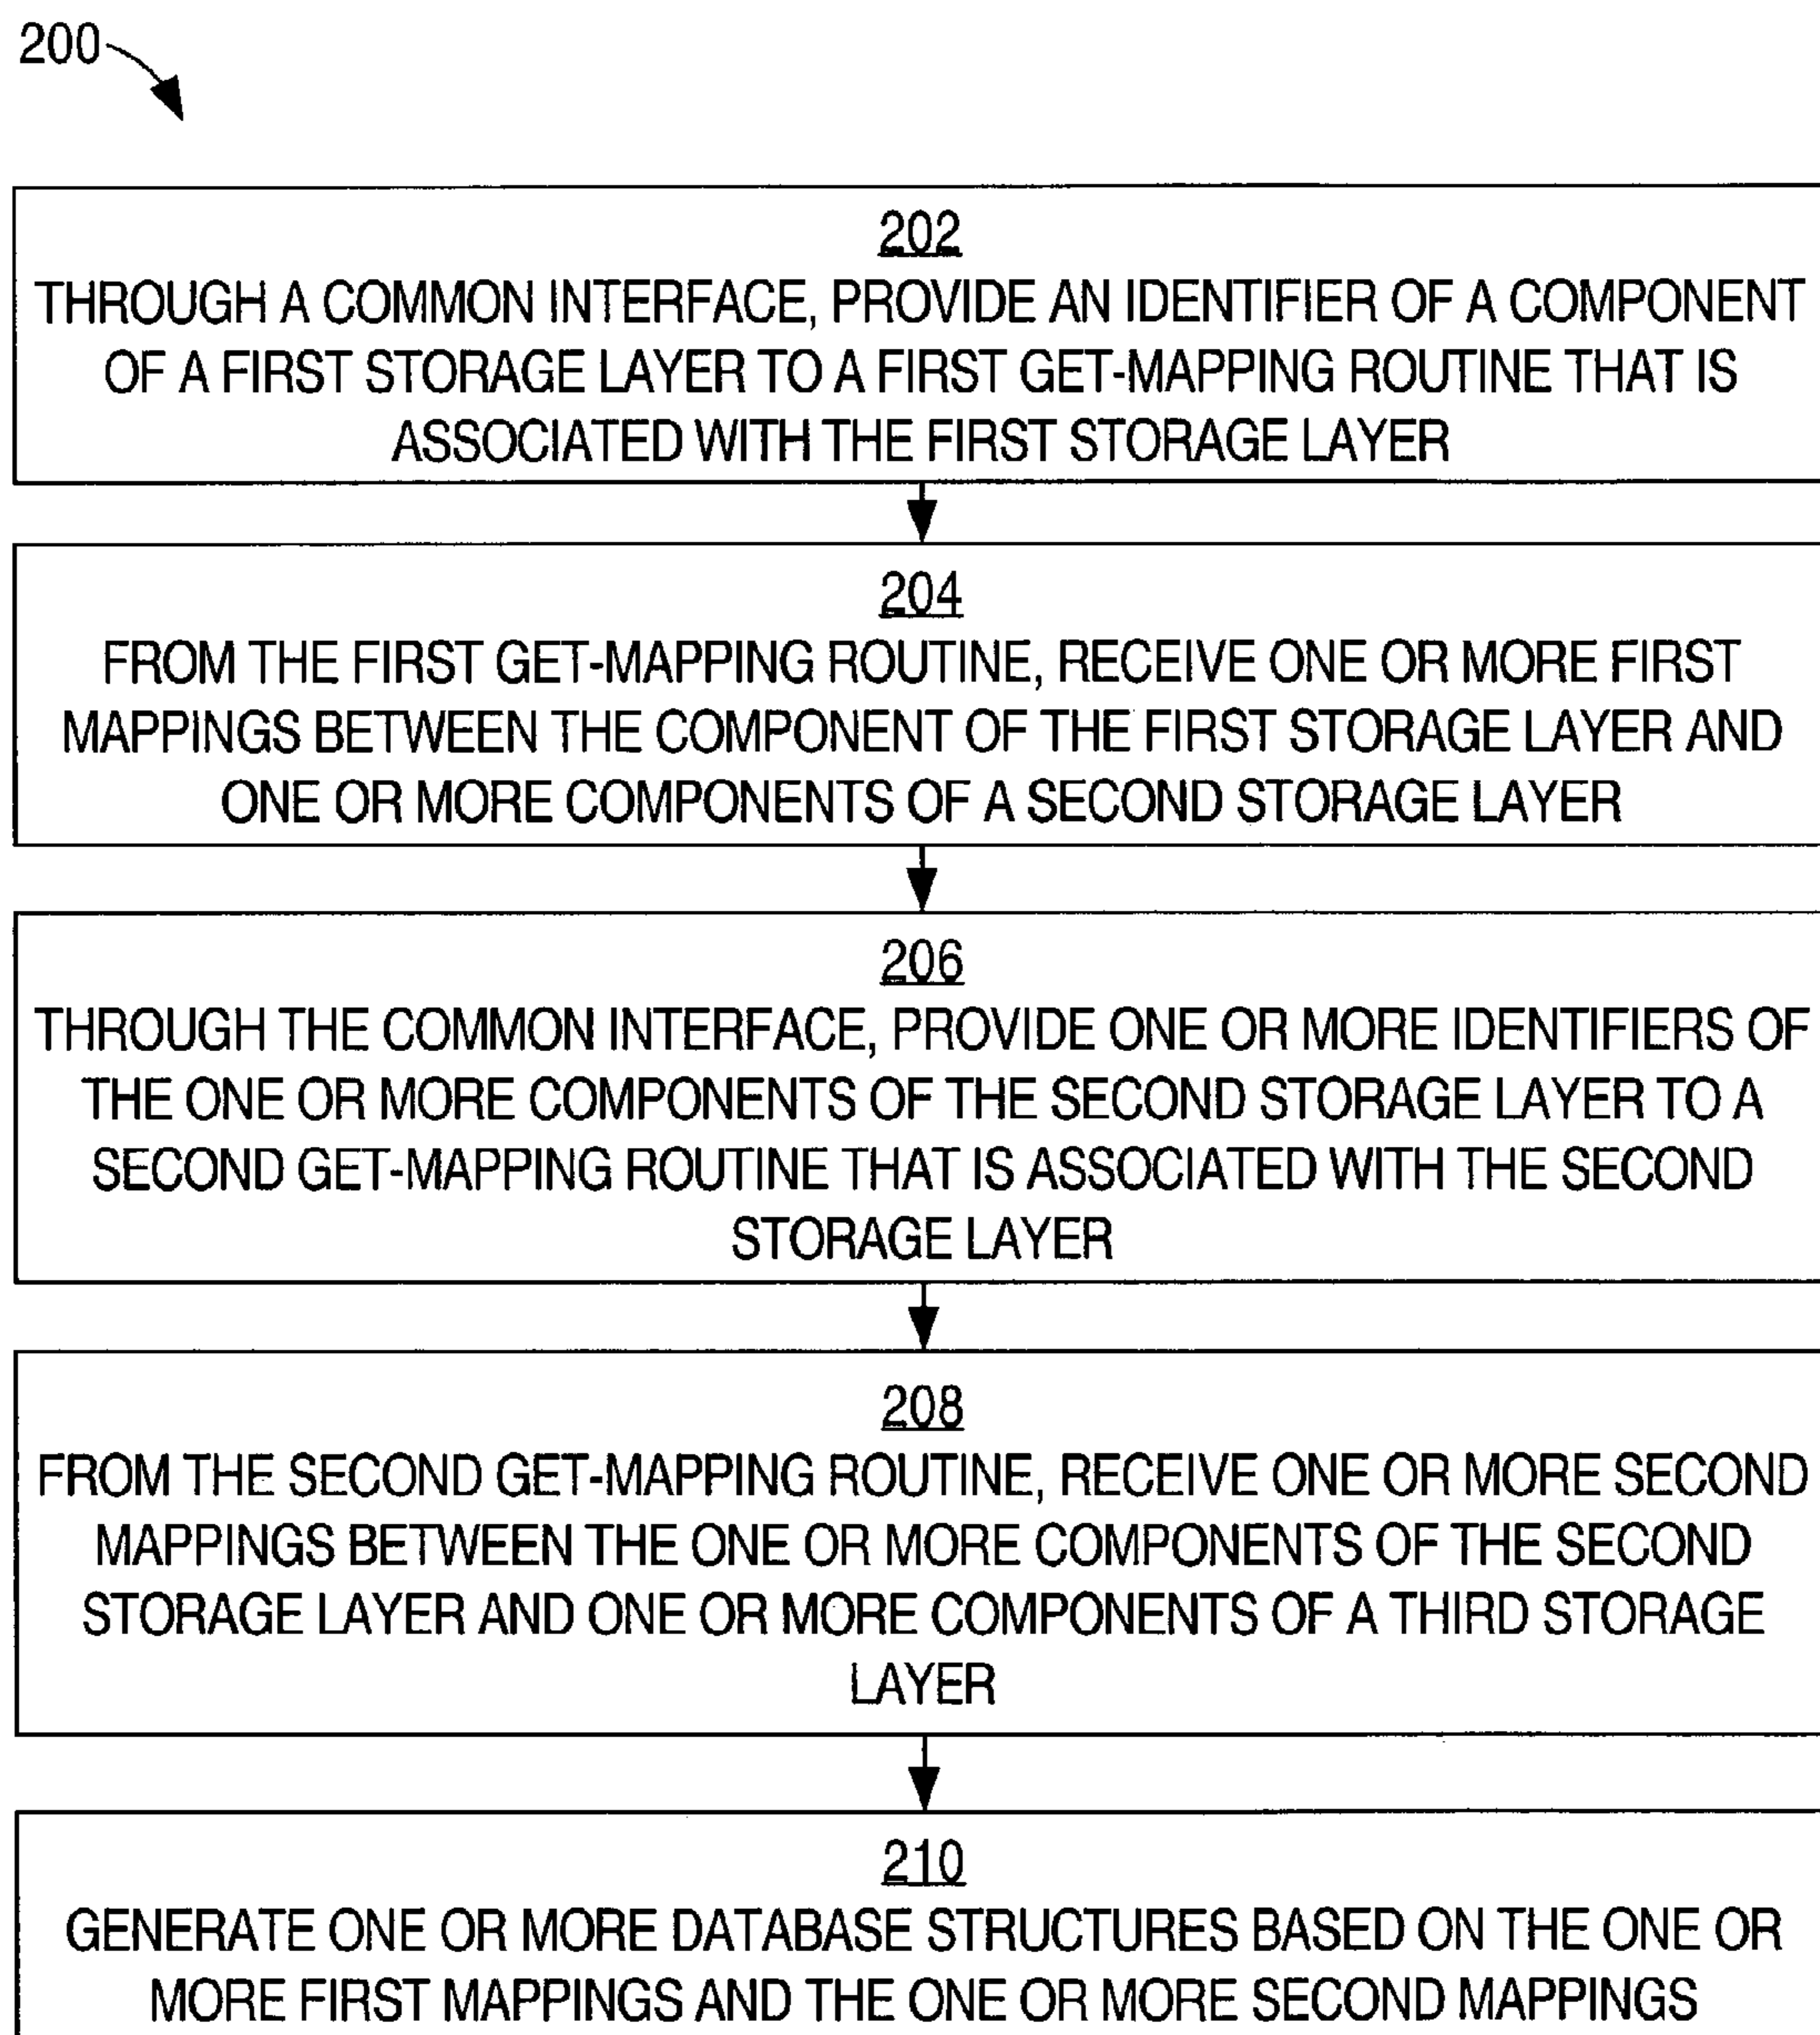 200
202
THROUGH A COMMON INTERFACE, PROVIDE AN IDENTIFIER OF A COMPONENT
OF A FIRST STORAGE LAYER TO A FIRST GET-MAPPING ROUTINE THAT IS
ASSOCIATED WITH THE FIRST STORAGE LAYER
204
FROM THE FIRST GET-MAPPING ROUTINE, RECEIVE ONE OR MORE FIRST
MAPPINGS BETWEEN THE COMPONENT OF THE FIRST STORAGE LAYER AND
ONE OR MORE COMPONENTS OF A SECOND STORAGE LAYER
206
THROUGH THE COMMON INTERFACE, PROVIDE ONE OR MORE IDENTIFIERS OF
THE ONE OR MORE COMPONENTS OF THE SECOND STORAGE LAYER TO A
SECOND GET-MAPPING ROUTINE THAT IS ASSOCIATED WITH THE SECOND
STORAGE LAYER
208
FROM THE SECOND GET-MAPPING ROUTINE, RECEIVE ONE OR MORE SECOND
MAPPINGS BETWEEN THE ONE OR MORE COMPONENTS OF THE SECOND
STORAGE LAYER AND ONE OR MORE COMPONENTS OF A THIRD STORAGE
LAYER
210
GENERATE ONE OR MORE DATABASE STRUCTURES BASED ON THE ONE OR
MORE FIRST MAPPINGS AND THE ONE OR MORE SECOND MAPPINGS